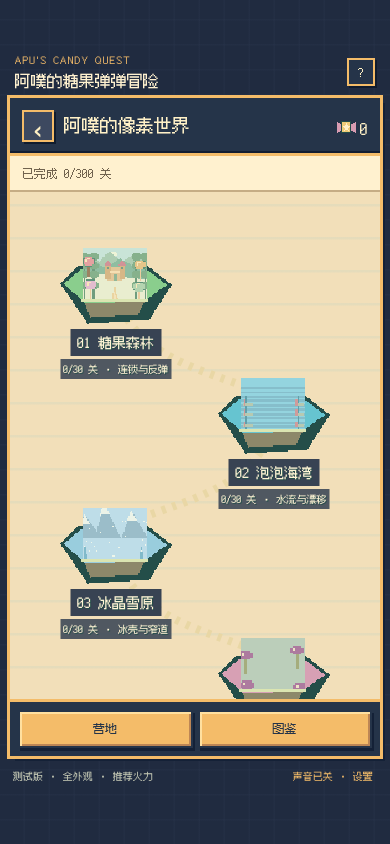 APU'S CANDY QUEST
阿噗的糖果弹弹冒险
?
‹ 阿噗的像素世界 0
已完成 0/300 关
01 糖果森林
0/30 关 · 连锁与反弹
02 泡泡海湾
0/30 关 · 水流与漂移
03 冰晶雪原
0/30 关 · 冰壳与窄道
营地 图鉴
测试版 · 全外观 · 推荐火力 声音已关 · 设置